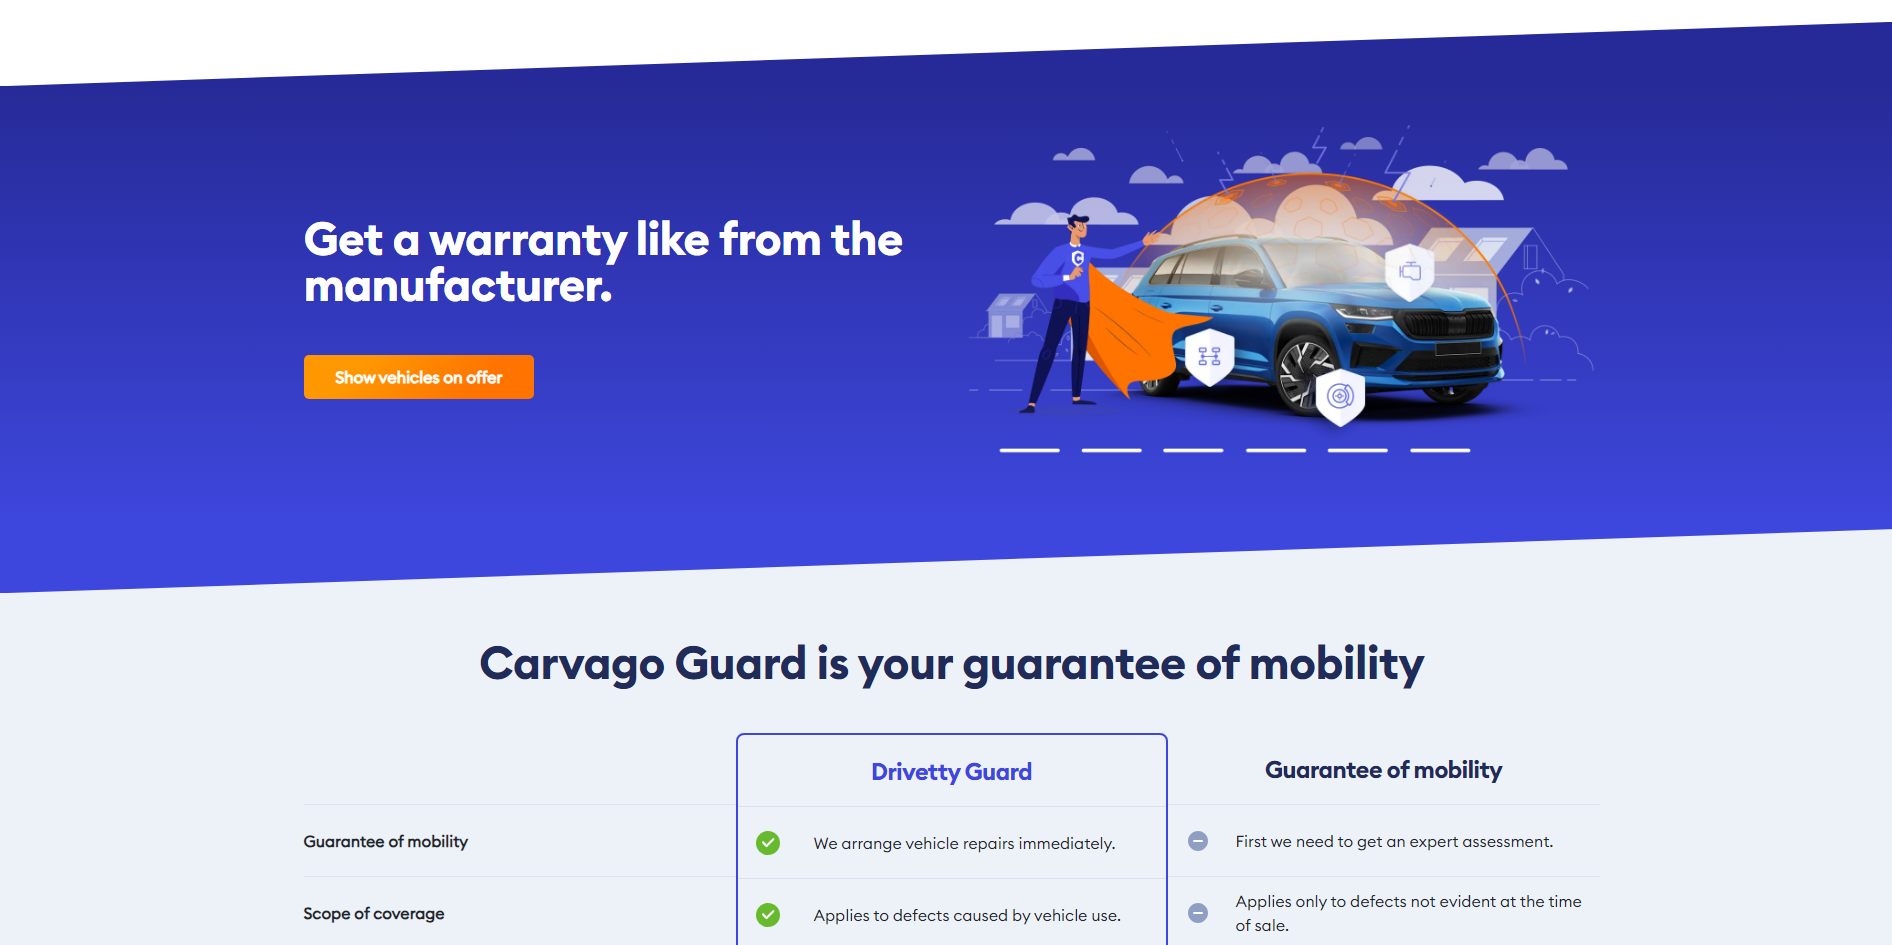 Get a warranty like from the
manufacturer.
Show vehicles on offer
Carvago Guard is your guarantee of mobility
Drivetty Guard
Guarantee of mobility
Guarantee of mobility
We arrange vehicle repairs immediately.
First we need to get an expert assessment.
Scope of coverage
Applies to defects caused by vehicle use.
Applies only to defects not evident at the time
of sale.